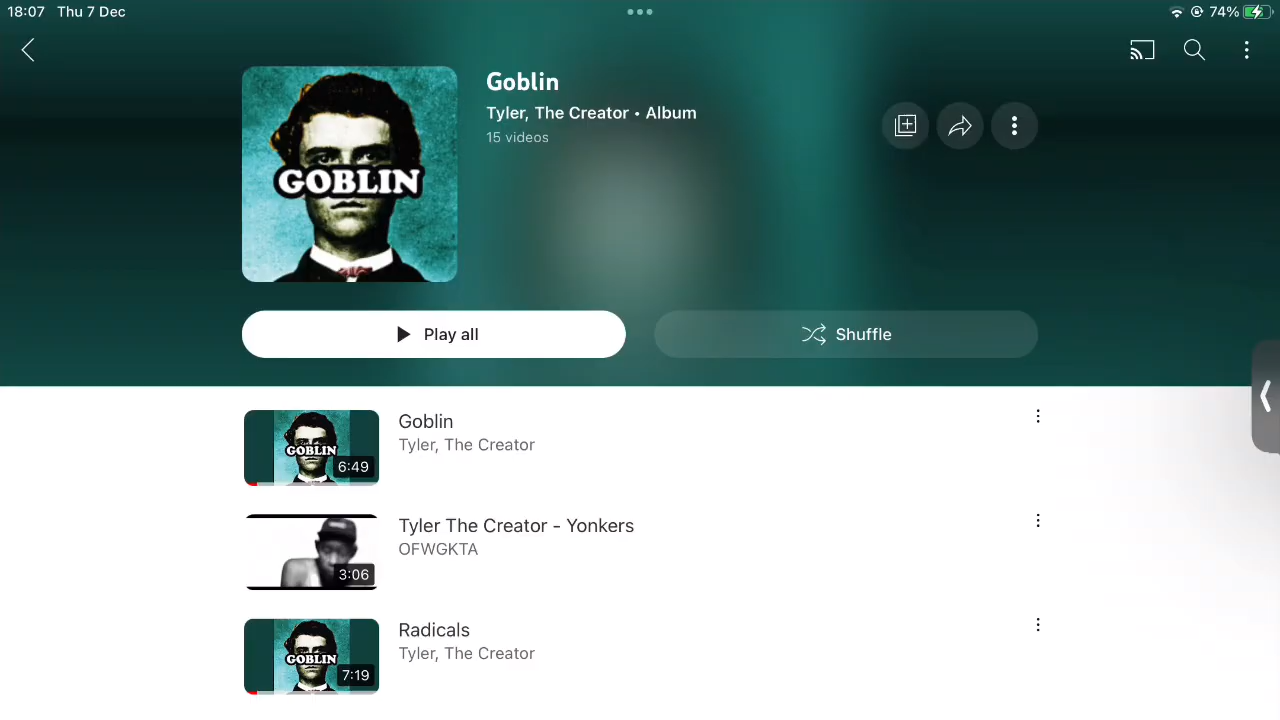 18:07 Thu 7 Dec
74%
Goblin
Tyler, The Creator • Album
15 videos
GOBLIN
Play all
Shuffle
GOBLIN
6:49
Goblin
Tyler, The Creator
3:06
Tyler The Creator - Yonkers
OFWGKTA
GOBLIN
7:19
Radicals
Tyler, The Creator